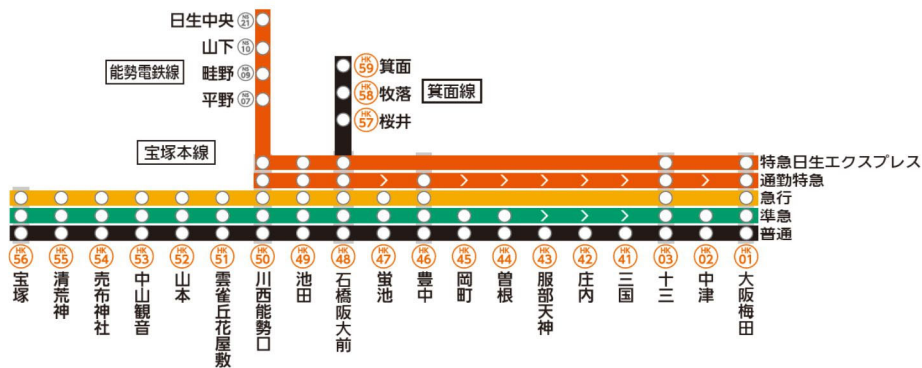 日生中央 NS 21
山下 NS 10
能勢電鉄線
畦野 NS 09
平野 NS 07
HK 59 箕面
HK 58 牧落
箕面線
HK 57 桜井
宝塚本線
特急日生エクスプレス
通勤特急
急行
準急
普通
HK 56 宝塚
HK 55 清荒神
HK 54 売布神社
HK 53 中山観音
HK 52 山本
HK 51 雲雀丘花屋敷
HK 50 川西能勢口
HK 49 池田
HK 48 石橋阪大前
HK 47 蛍池
HK 46 豊中
HK 45 岡町
HK 44 曽根
HK 43 服部天神
HK 42 庄内
HK 41 三国
HK 03 十三
HK 02 中津
HK 01 大阪梅田